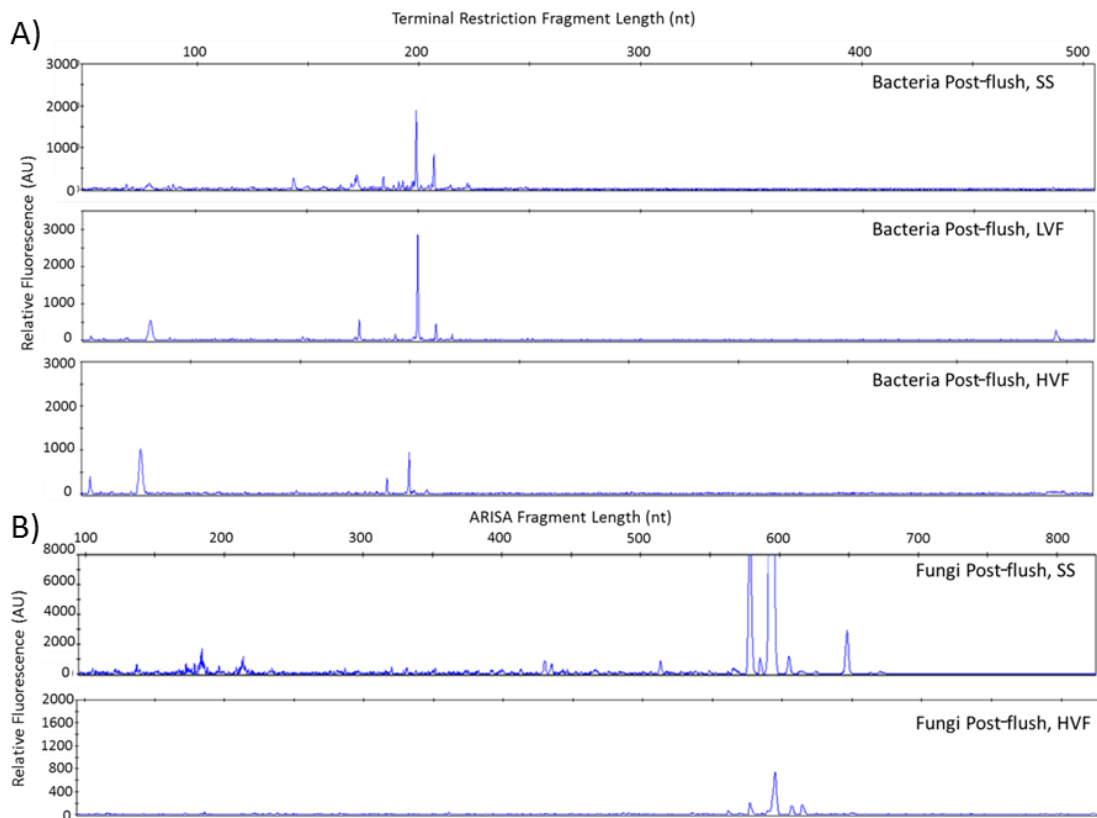 A)
Terminal Restriction Fragment Length (nt)
100 200 300 400 500
Relative Fluorescence (AU)
3000
2000
1000
0
Bacteria Post-flush, SS
3000
2000
1000
0
Bacteria Post-flush, LVF
3000
2000
1000
0
Bacteria Post-flush, HVF
B)
ARISA Fragment Length (nt)
100 200 300 400 500 600 700 800
Relative Fluorescence (AU)
8000
6000
4000
2000
0
Fungi Post-flush, SS
2000
1600
1200
800
400
0
Fungi Post-flush, HVF